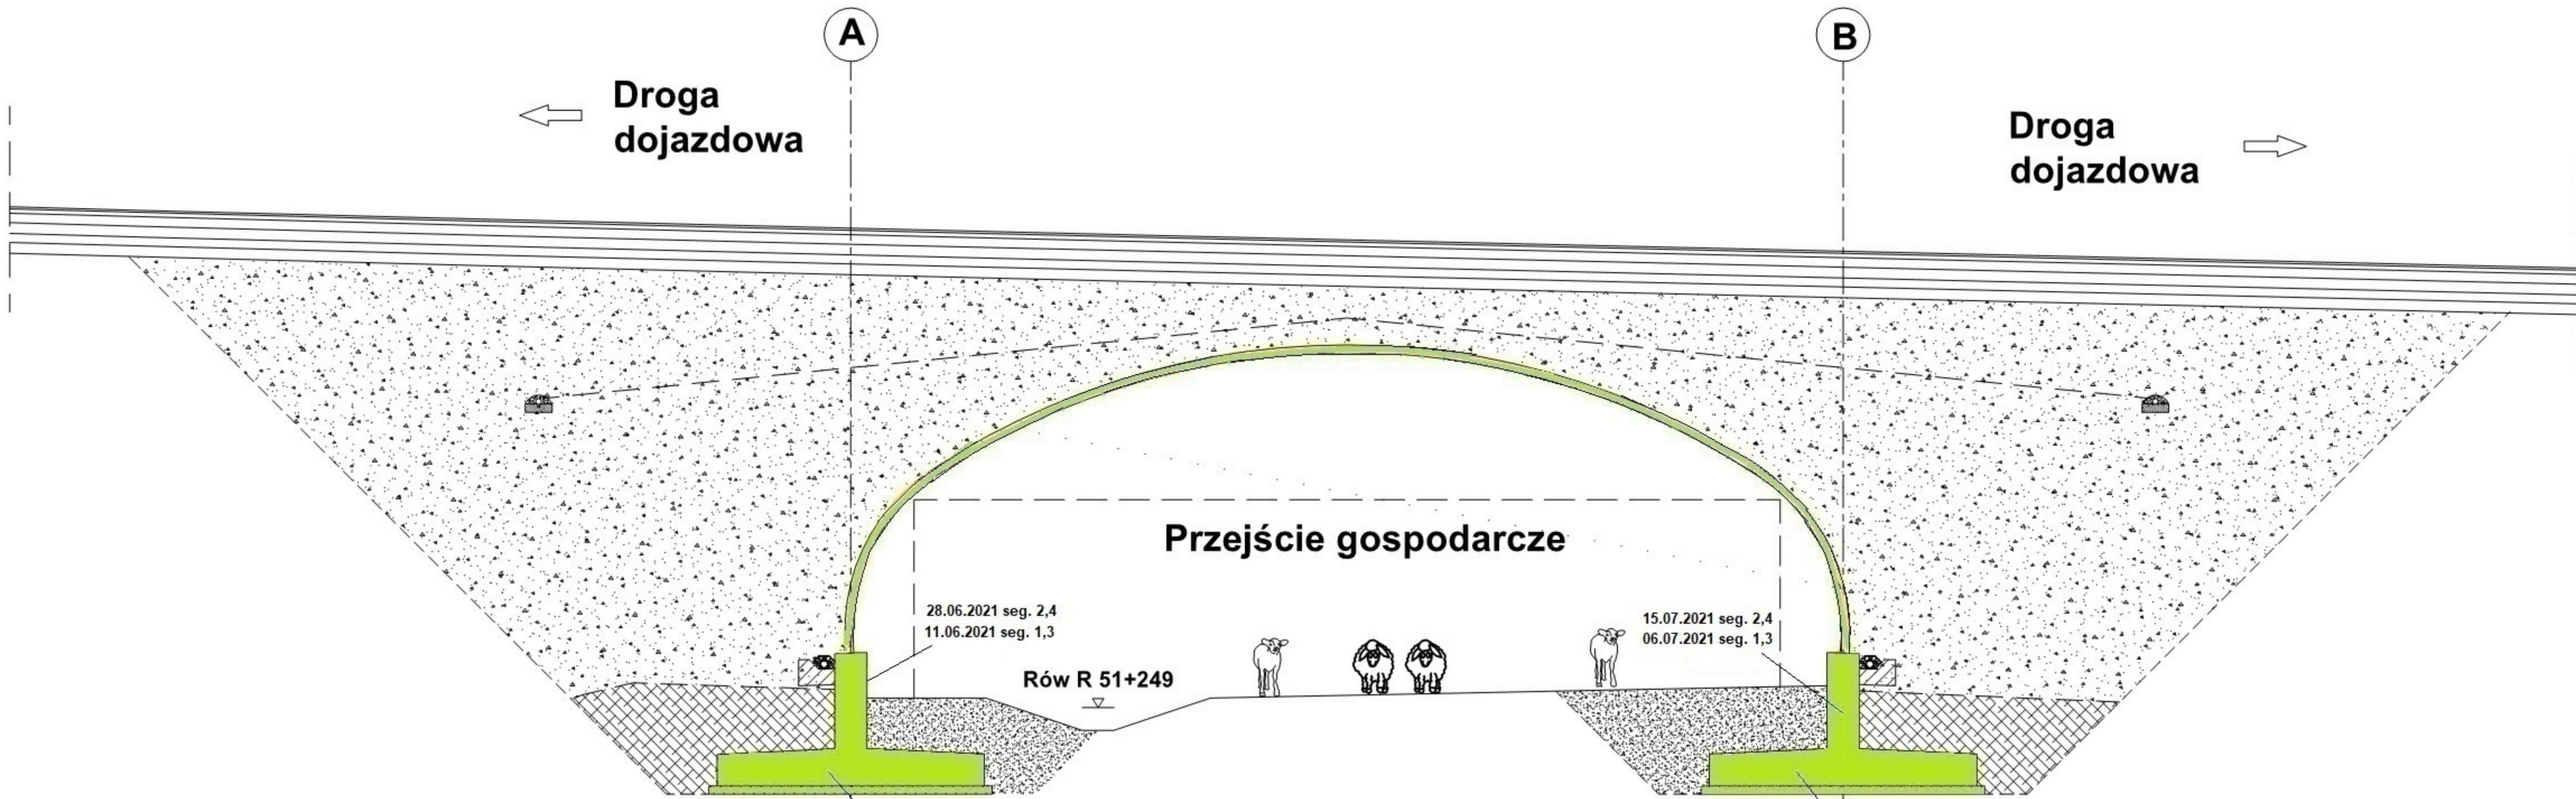 A
B
Droga
dojazdowa
Droga
dojazdowa
Przejście gospodarcze
28.06.2021 seg. 2,4
11.06.2021 seg. 1,3
15.07.2021 seg. 2,4
06.07.2021 seg. 1,3
Rów R 51+249